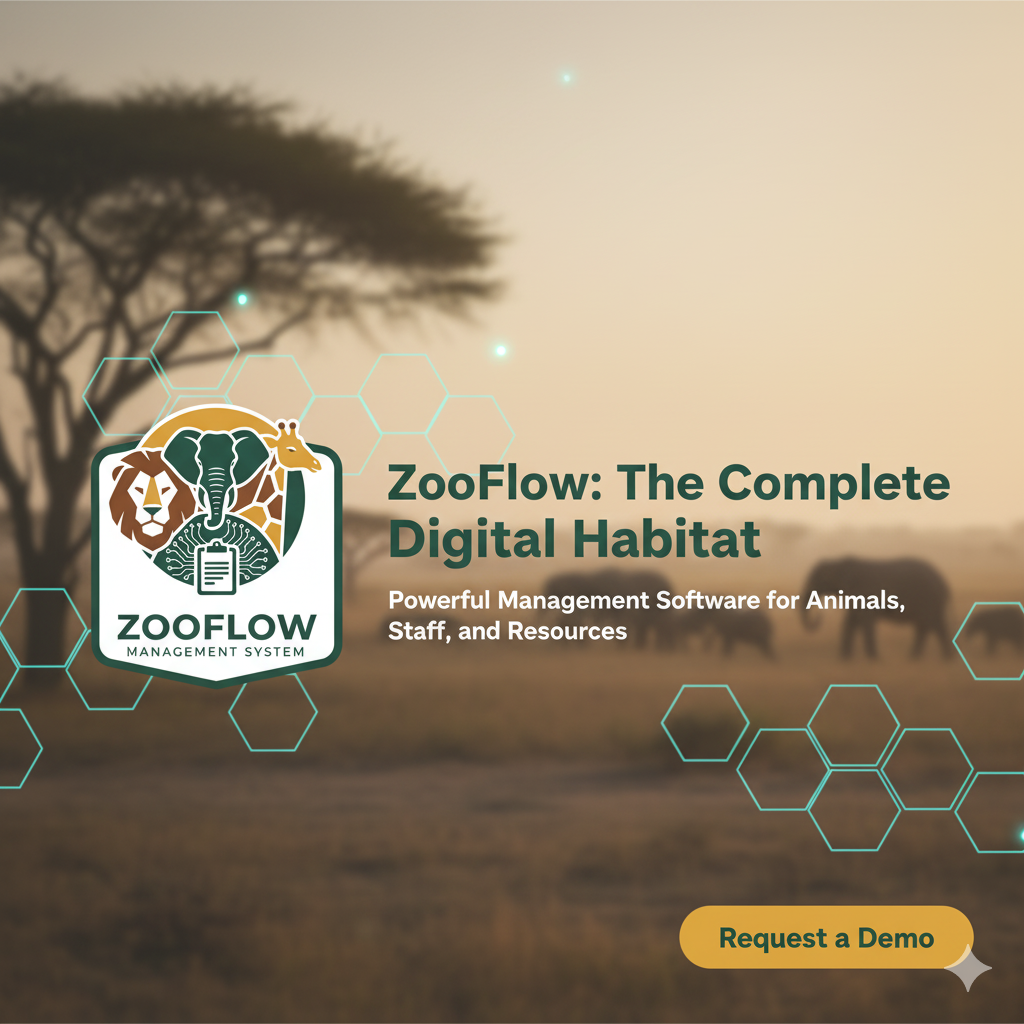 ZOOFLOW
MANAGEMENT SYSTEM
ZooFlow: The Complete
Digital Habitat
Powerful Management Software for Animals,
Staff, and Resources
Request a Demo